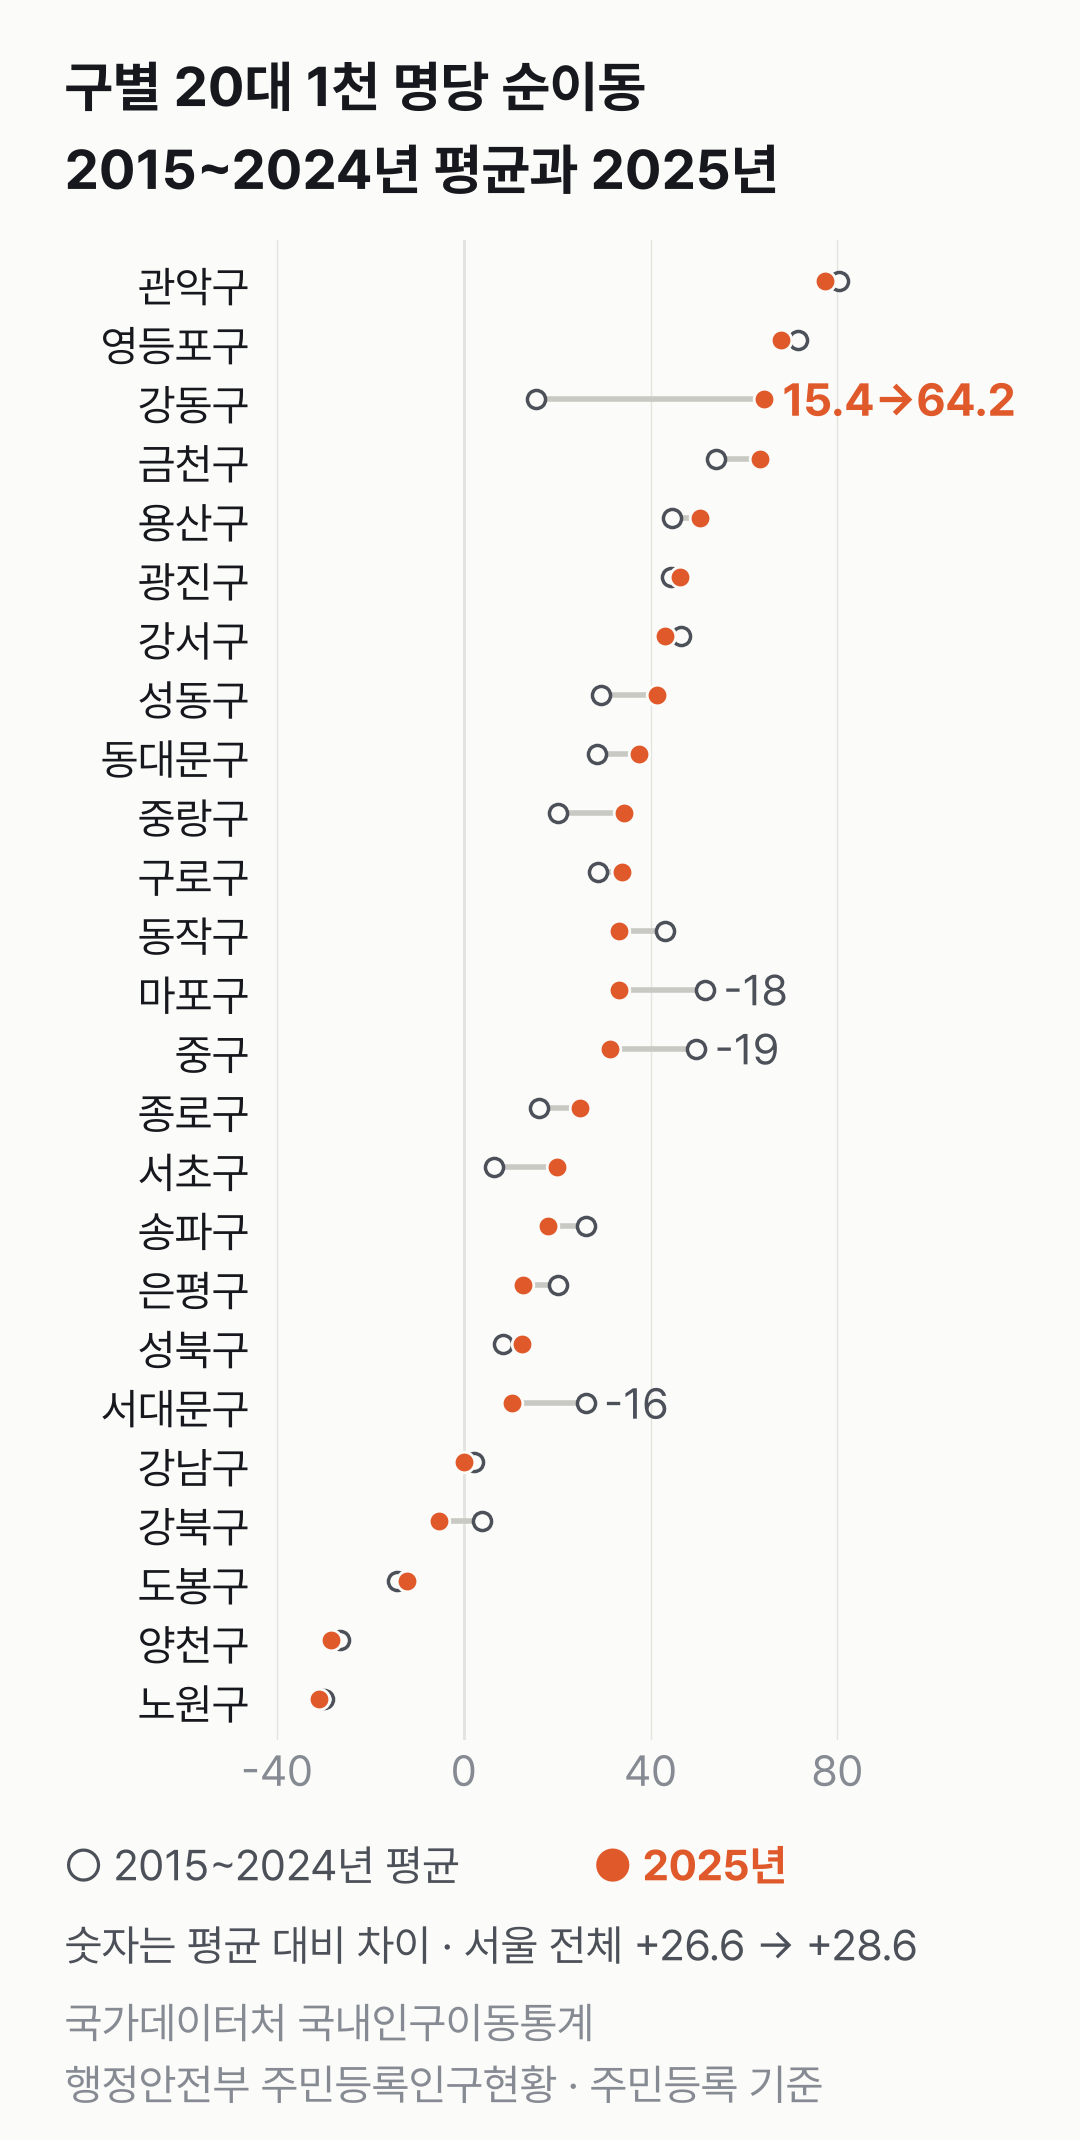 구별 20대 1천 명당 순이동
2015~2024년 평균과 2025년
관악구
영등포구
강동구 15.4→64.2
금천구
용산구
광진구
강서구
성동구
동대문구
중랑구
구로구
동작구
마포구 -18
중구 -19
종로구
서초구
송파구
은평구
성북구
서대문구 -16
강남구
강북구
도봉구
양천구
노원구
-40 0 40 80
2015~2024년 평균 2025년
숫자는 평균 대비 차이 · 서울 전체 +26.6 → +28.6
국가데이터처 국내인구이동통계
행정안전부 주민등록인구현황 · 주민등록 기준